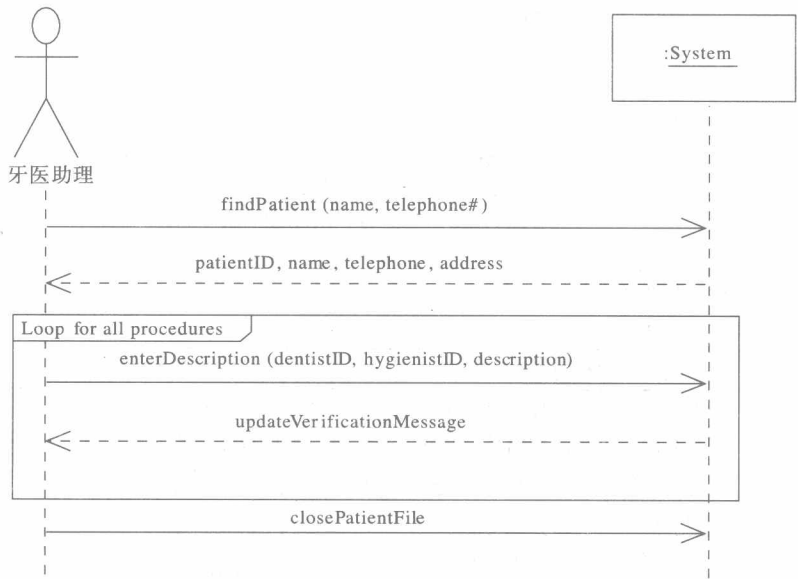 :System
牙医助理
findPatient (name, telephone#)
patientID, name, telephone, address
Loop for all procedures
enterDescription (dentistID, hygienistID, description)
updateVerificationMessage
closePatientFile